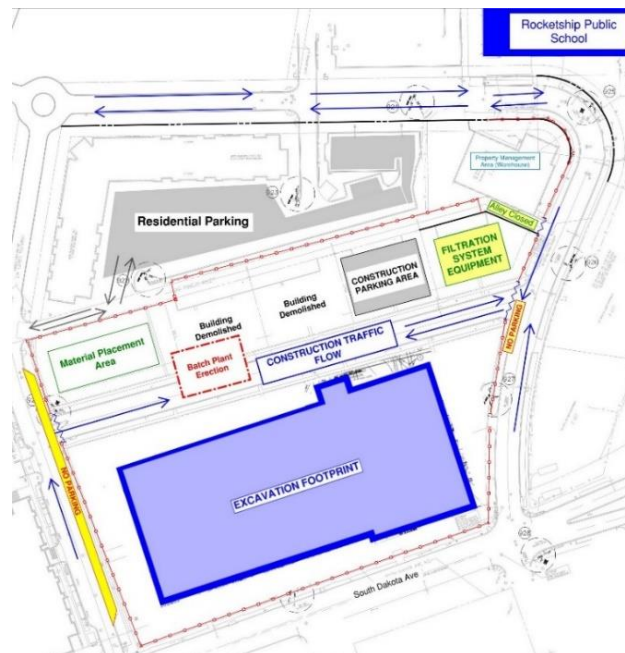 Rocketship Public
School
Property Management
Area (Warehouse)
Residential Parking
Alley Closed
FILTRATION
SYSTEM
EQUIPMENT
CONSTRUCTION
PARKING AREA
Building
Demolished
Building
Demolished
Material Placement
Area
Batch Plant
Erection
CONSTRUCTION TRAFFIC
FLOW
NO PARKING
NO PARKING
EXCAVATION FOOTPRINT
South Dakota Ave